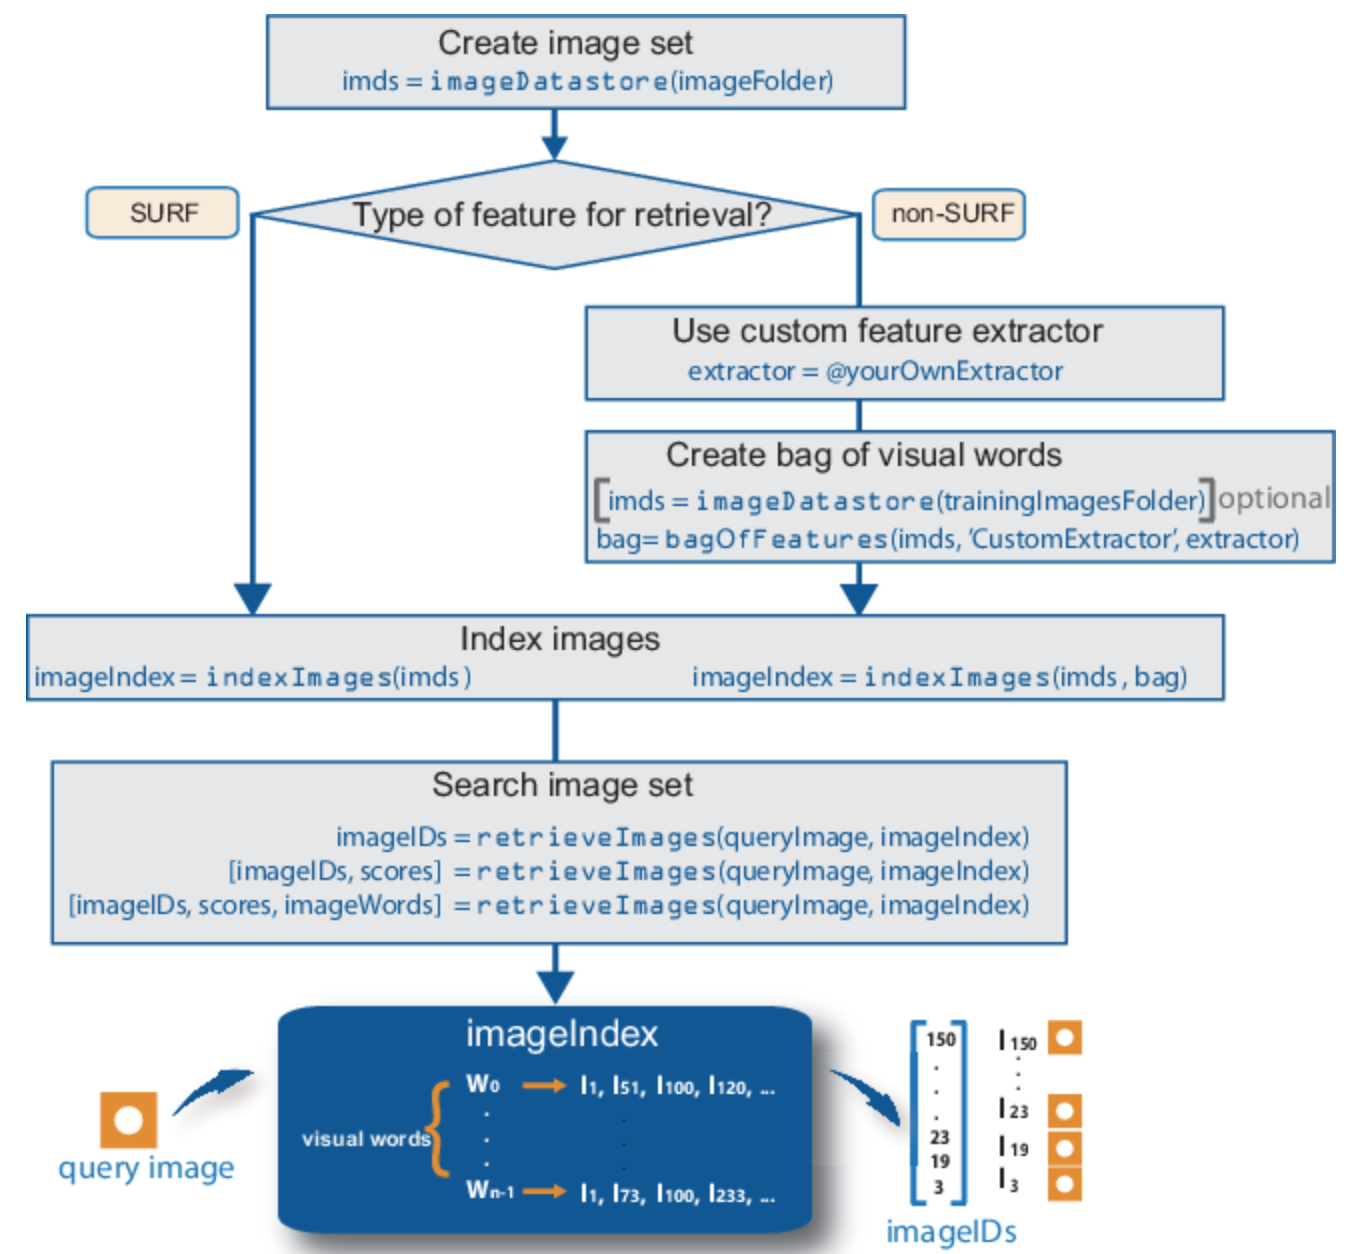 Create image set
imds = imageDatastore(imageFolder)
SURF
Type of feature for retrieval?
non-SURF
Use custom feature extractor
extractor = @yourOwnExtractor
Create bag of visual words
[imds = imageDatastore(trainingImagesFolder)] optional
bag= bagOfFeatures(imds, 'CustomExtractor', extractor)
Index images
imageIndex = indexImages(imds)
imageIndex = indexImages(imds, bag)
Search image set
imageIDs = retrieveImages(queryImage, imageIndex)
[imageIDs, scores] = retrieveImages(queryImage, imageIndex)
[imageIDs, scores, imageWords] = retrieveImages(queryImage, imageIndex)
imageIndex
W0 → I1, I51, I100, I120, ...
visual words
Wn-1 → I1, I73, I100, I233, ...
query image
150
23
19
3
I150
I23
I19
I3
imageIDs